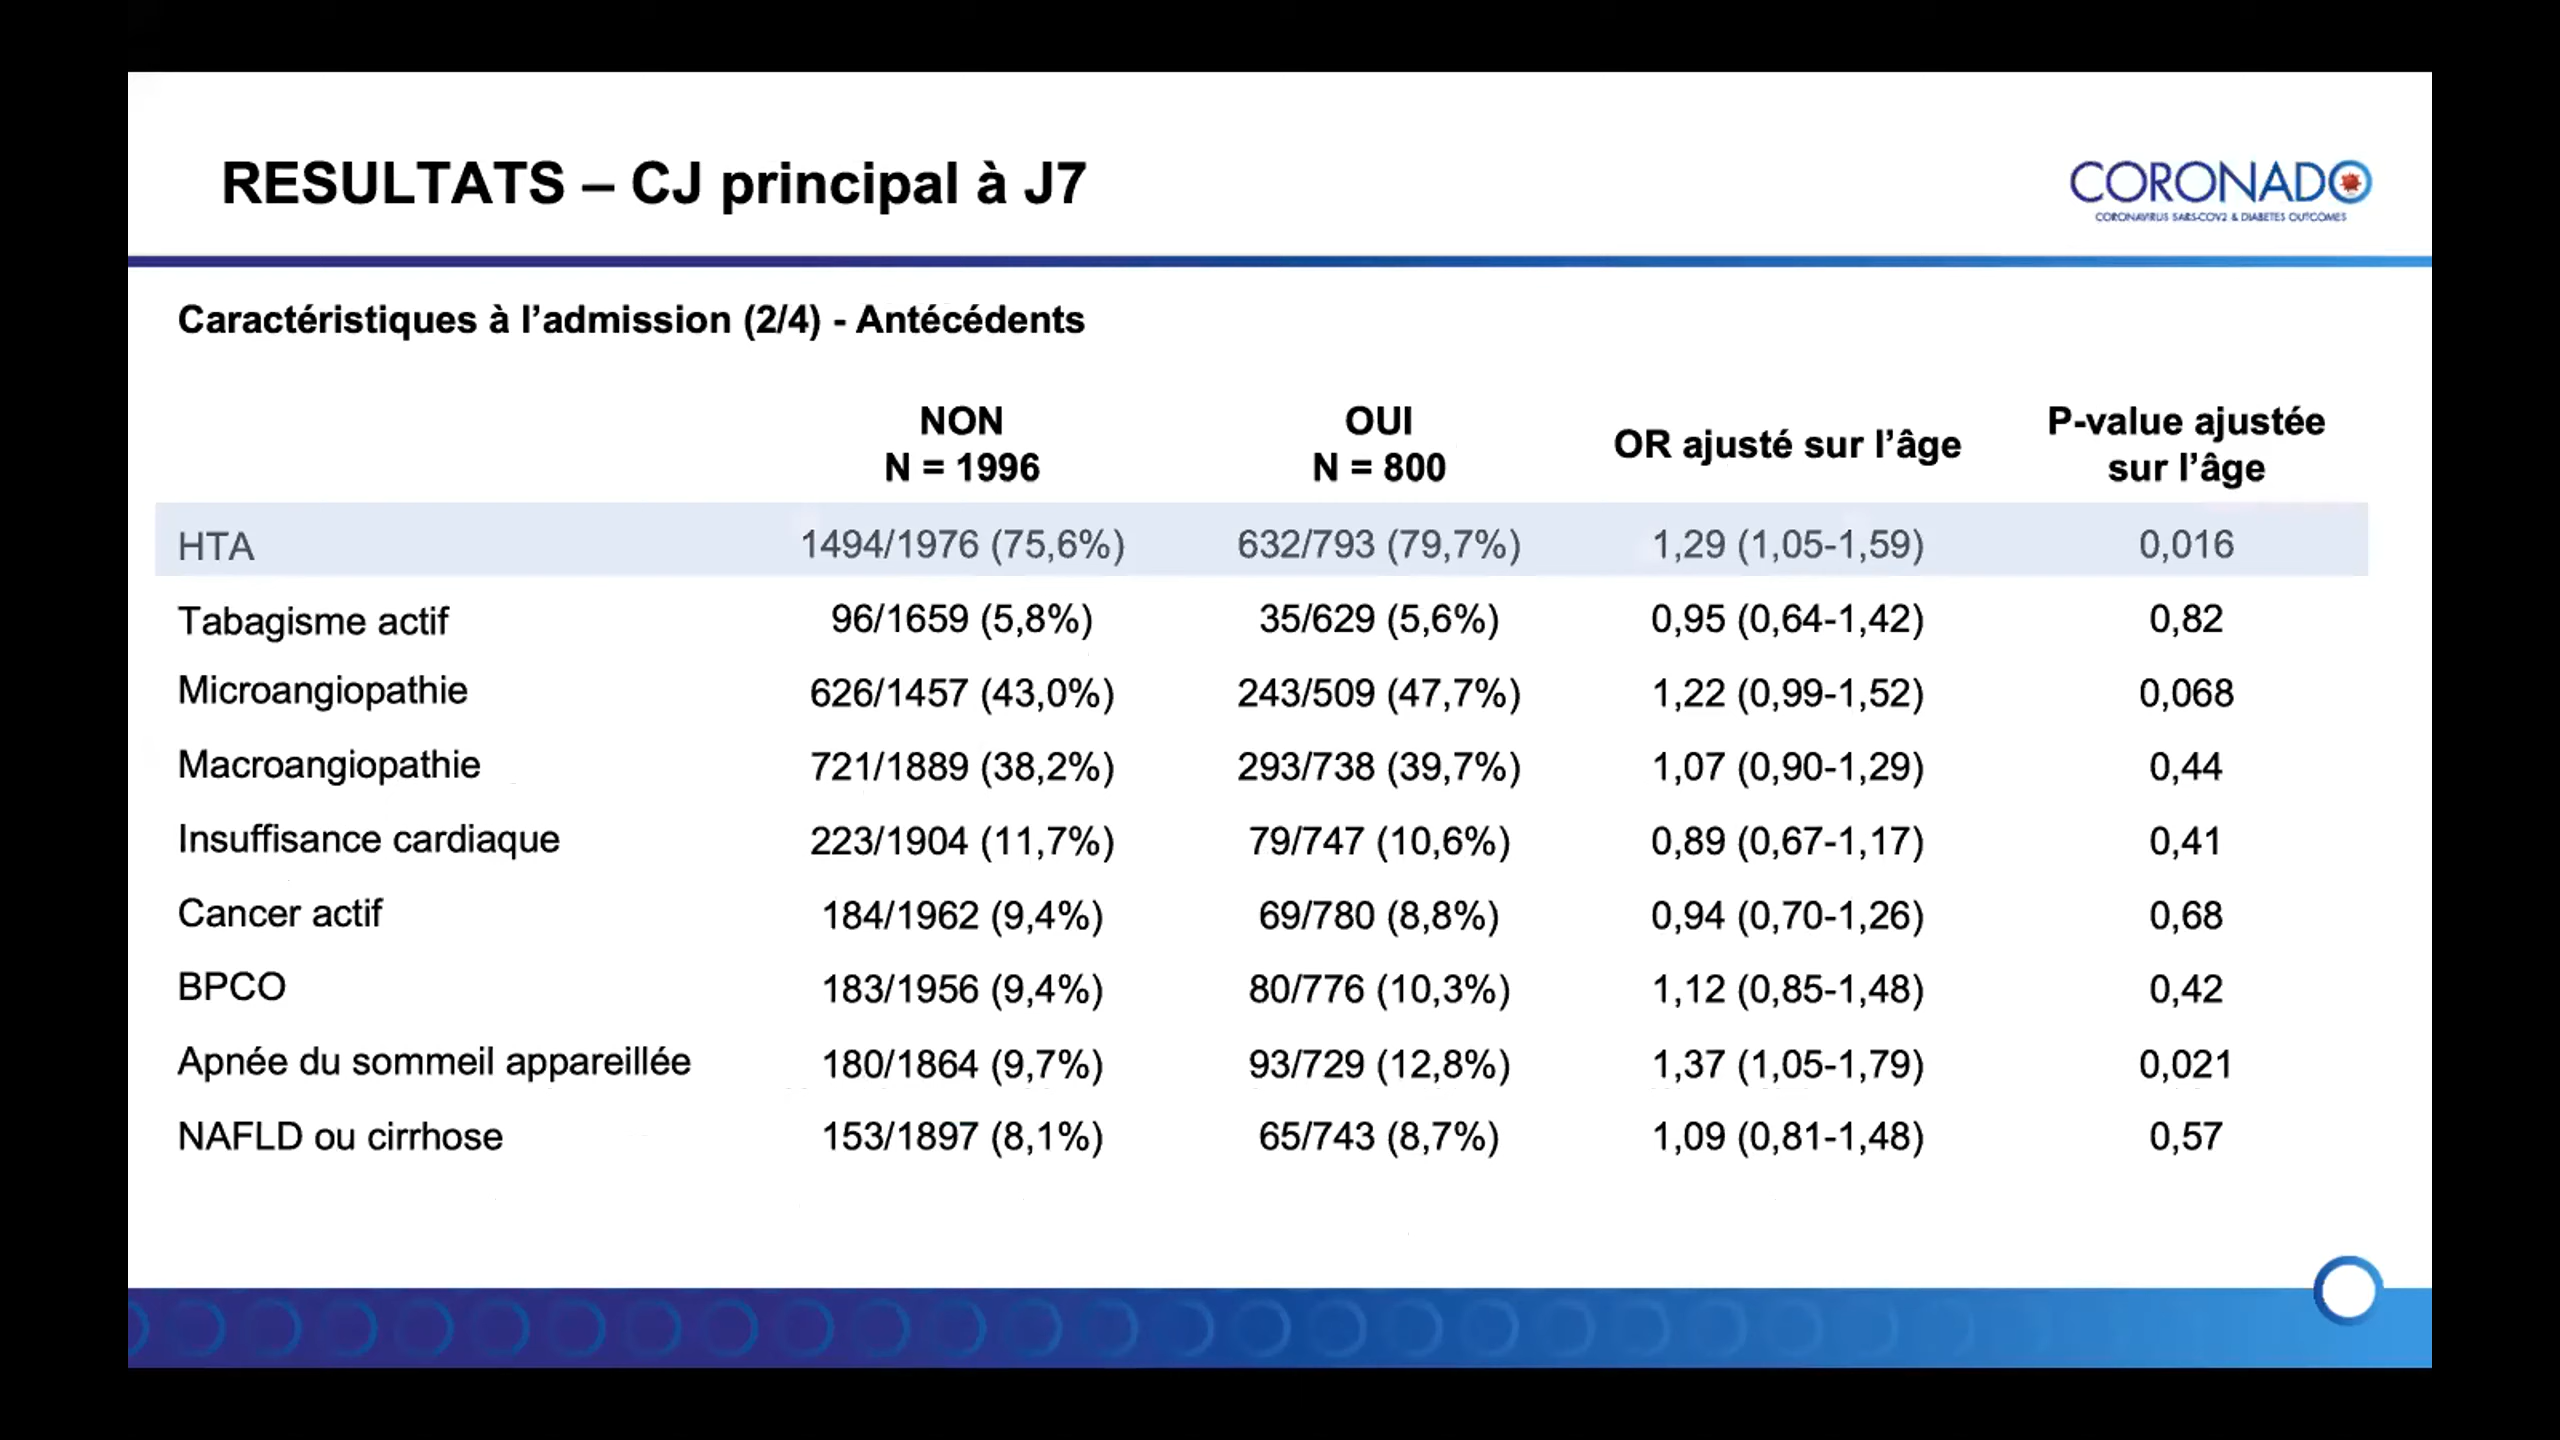 RESULTATS – CJ principal à J7
CORONADO
CORONAVIRUS SARS-COV2 & DIABETES OUTCOMES
Caractéristiques à l’admission (2/4) - Antécédents
NON OUI OR ajusté sur l’âge P-value ajustée
N = 1996 N = 800 sur l’âge
HTA 1494/1976 (75,6%) 632/793 (79,7%) 1,29 (1,05-1,59) 0,016
Tabagisme actif 96/1659 (5,8%) 35/629 (5,6%) 0,95 (0,64-1,42) 0,82
Microangiopathie 626/1457 (43,0%) 243/509 (47,7%) 1,22 (0,99-1,52) 0,068
Macroangiopathie 721/1889 (38,2%) 293/738 (39,7%) 1,07 (0,90-1,29) 0,44
Insuffisance cardiaque 223/1904 (11,7%) 79/747 (10,6%) 0,89 (0,67-1,17) 0,41
Cancer actif 184/1962 (9,4%) 69/780 (8,8%) 0,94 (0,70-1,26) 0,68
BPCO 183/1956 (9,4%) 80/776 (10,3%) 1,12 (0,85-1,48) 0,42
Apnée du sommeil appareillée 180/1864 (9,7%) 93/729 (12,8%) 1,37 (1,05-1,79) 0,021
NAFLD ou cirrhose 153/1897 (8,1%) 65/743 (8,7%) 1,09 (0,81-1,48) 0,57